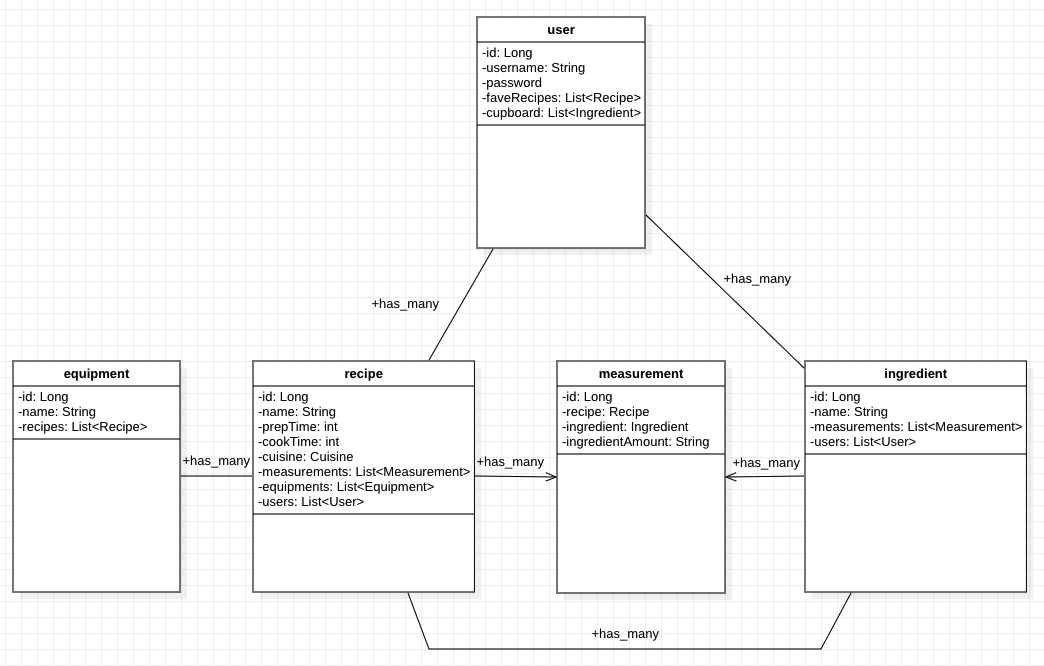 user
-id: Long
-username: String
-password
-faveRecipes: List<Recipe>
-cupboard: List<Ingredient>
+has_many
+has_many
equipment
-id: Long
-name: String
-recipes: List<Recipe>
+has_many
recipe
-id: Long
-name: String
-prepTime: int
-cookTime: int
-cuisine: Cuisine
-measurements: List<Measurement>
-equipments: List<Equipment>
-users: List<User>
+has_many
measurement
-id: Long
-recipe: Recipe
-ingredient: Ingredient
-ingredientAmount: String
+has_many
ingredient
-id: Long
-name: String
-measurements: List<Measurement>
-users: List<User>
+has_many